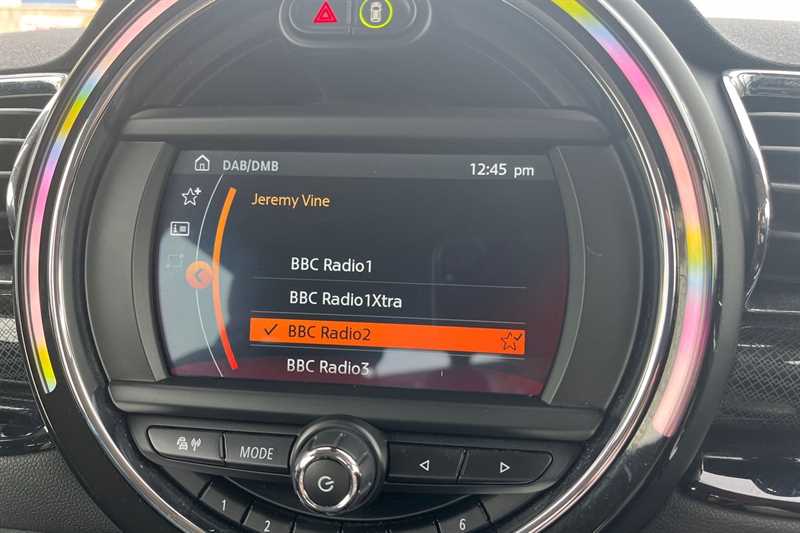 DAB/DMB 12:45 pm
Jeremy Vine
BBC Radio1
BBC Radio1Xtra
BBC Radio2
BBC Radio3
MODE
1 2 6